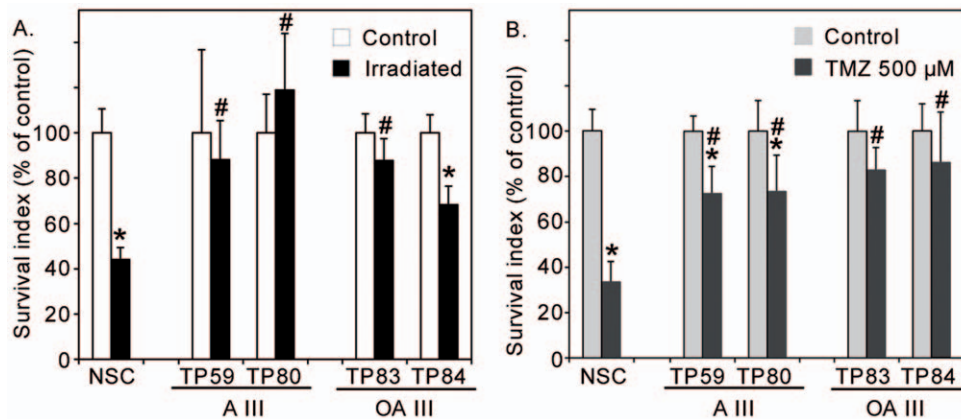 A.
Survival index (% of control)
Control
Irradiated
100
80
60
40
20
0
*
#
#
#
*
NSC
TP59 TP80
TP83 TP84
A III
OA III
B.
Survival index (% of control)
Control
TMZ 500 µM
100
80
60
40
20
0
*
#
*
#
*
#
#
NSC
TP59 TP80
TP83 TP84
A III
OA III